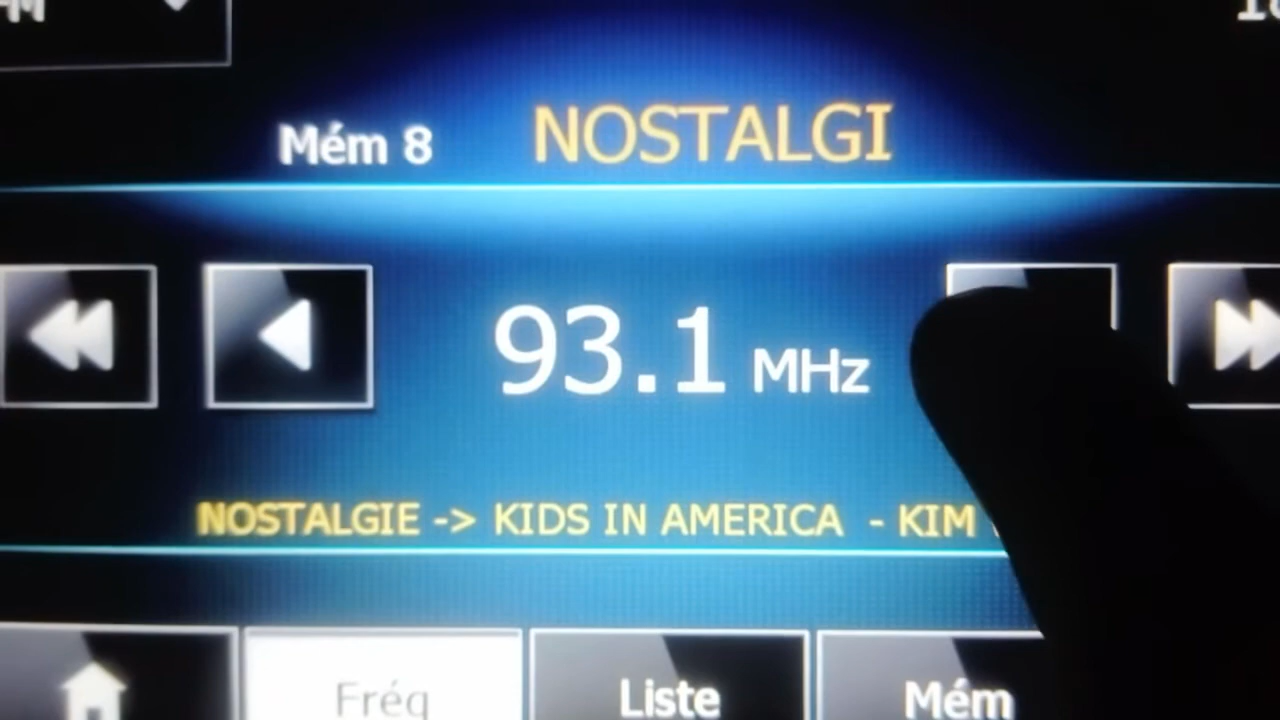 Mém 8 NOSTALGI
93.1 MHz
NOSTALGIE -> KIDS IN AMERICA - KIM
Fréq Liste Mém